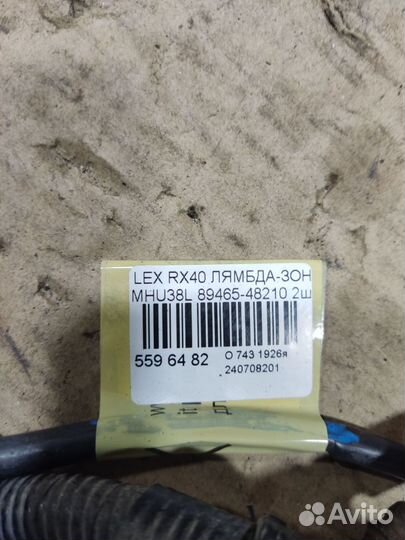 LEX RX40 ЛЯМБДА-ЗОН
MHU38L 89465-48210 2ш
559 64 82
О 743 1926я
240708201
Avito